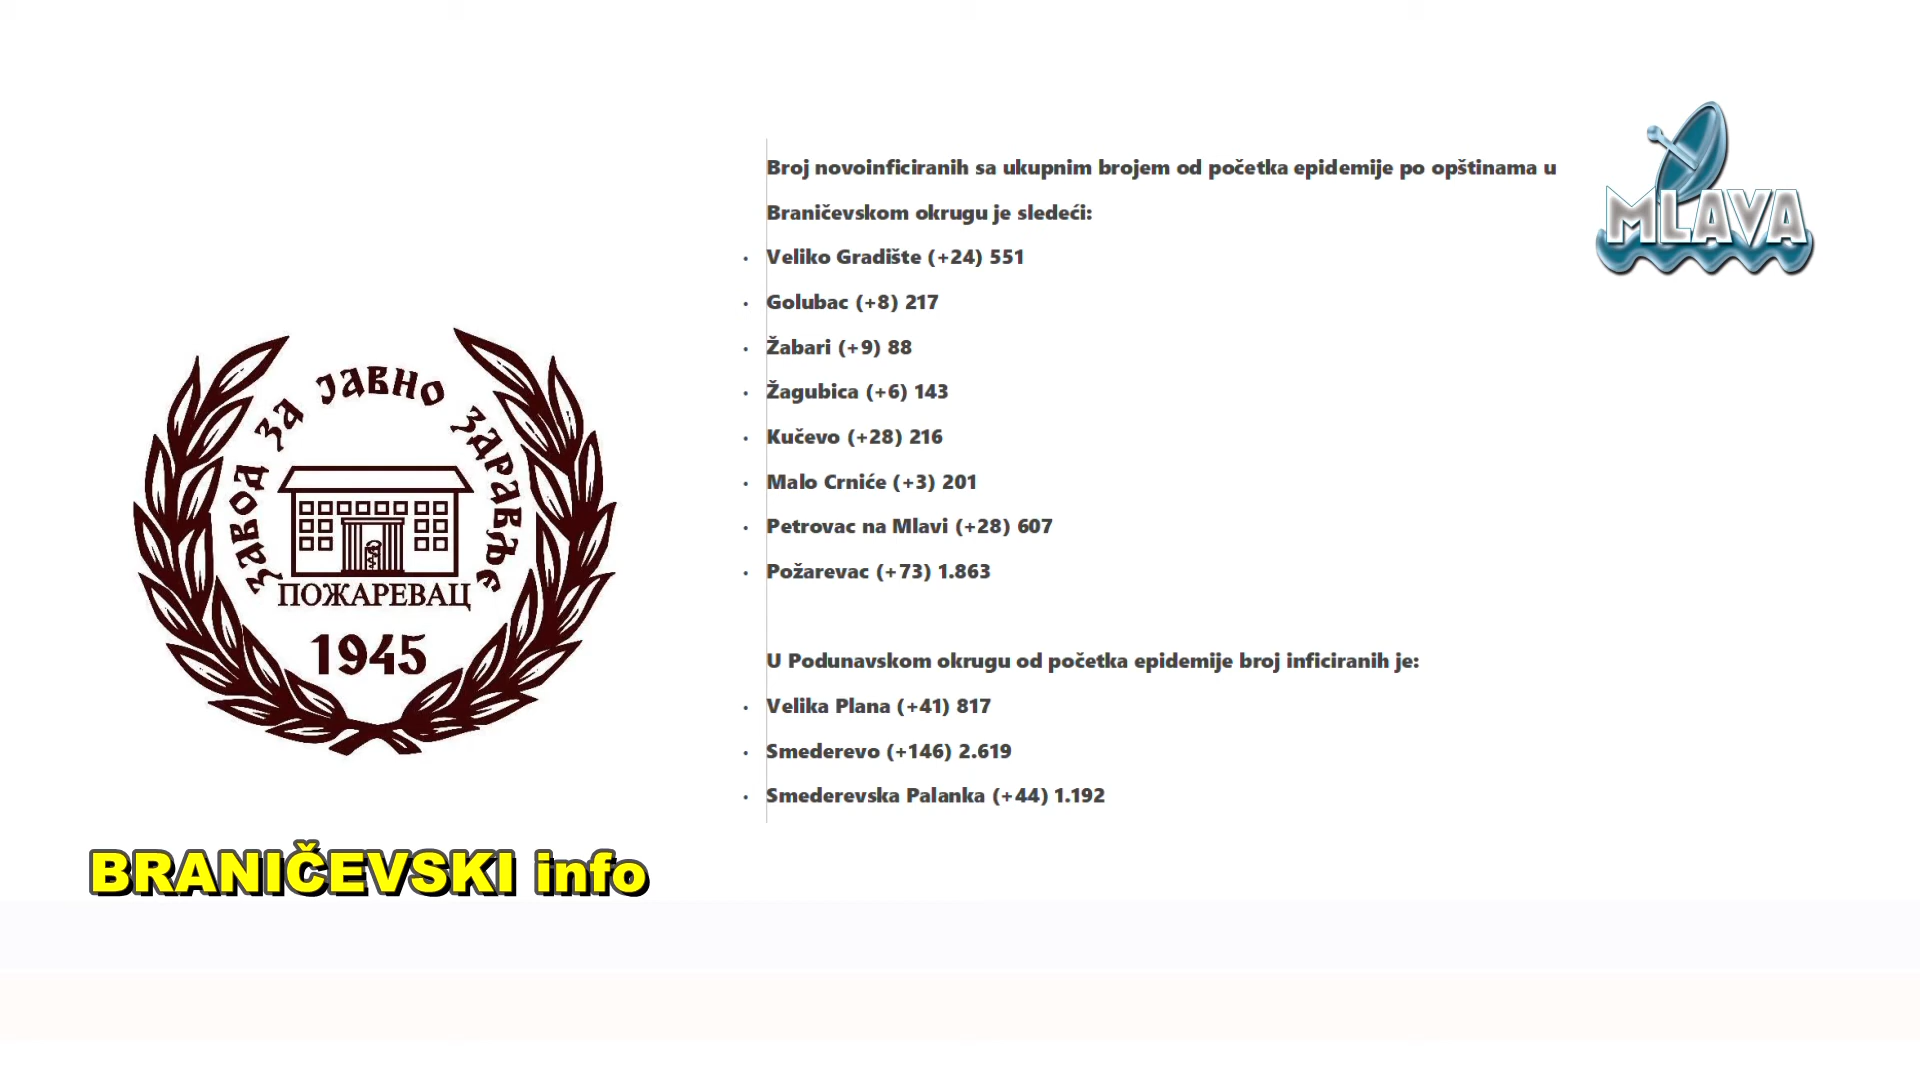 Broj novoinficiranih sa ukupnim brojem od početka epidemije po opštinama u
Braničevskom okrugu je sledeći:
• Veliko Gradište (+24) 551
• Golubac (+8) 217
• Žabari (+9) 88
• Žagubica (+6) 143
• Kučevo (+28) 216
• Malo Crniće (+3) 201
• Petrovac na Mlavi (+28) 607
• Požarevac (+73) 1.863
U Podunavskom okrugu od početka epidemije broj inficiranih je:
• Velika Plana (+41) 817
• Smederevo (+146) 2.619
• Smederevska Palanka (+44) 1.192
MLAVA
завод за јавно здравље
ПОЖАРЕВАЦ
1945
BRANIČEVSKI info